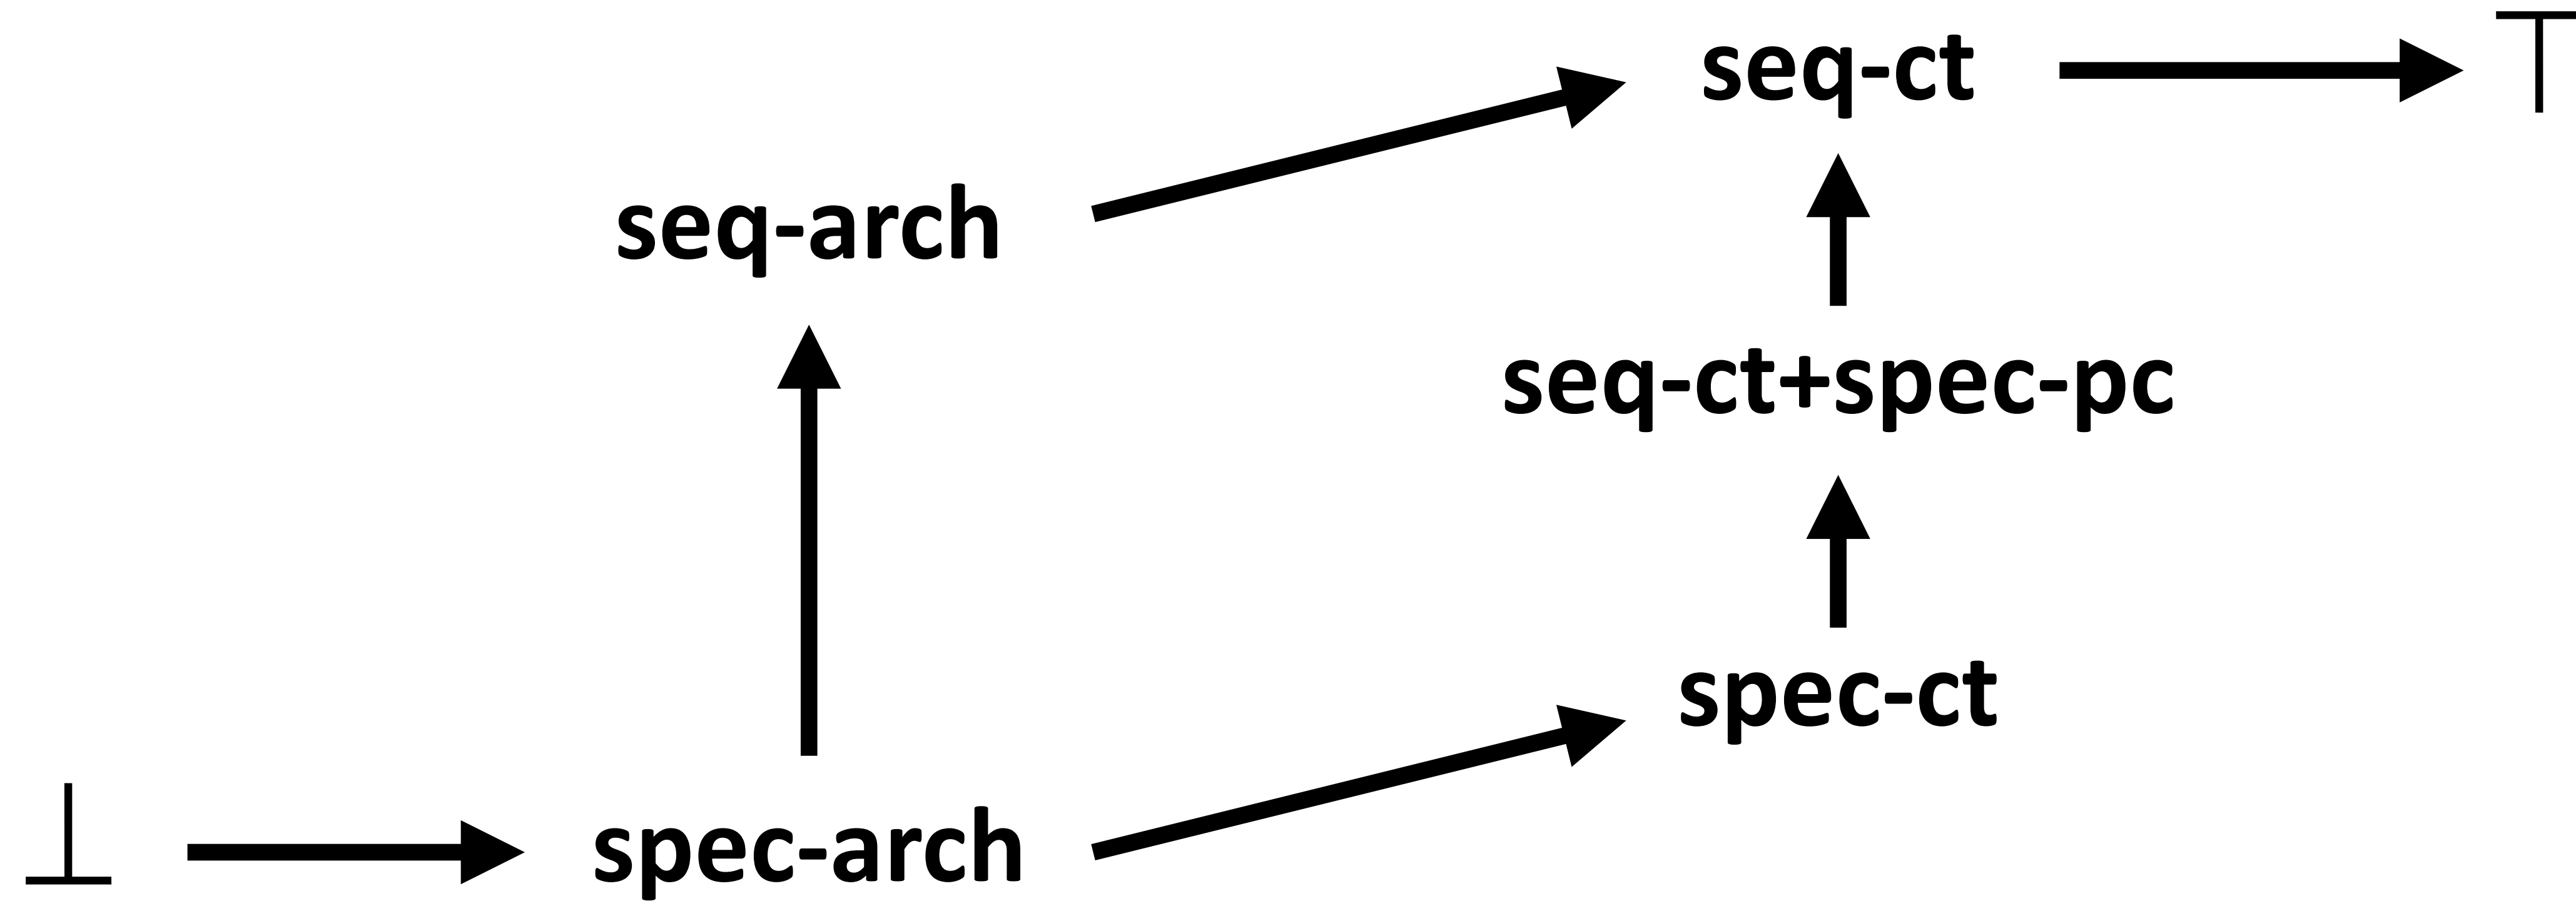 seq-ct ⊤
seq-arch
seq-ct+spec-pc
spec-ct
⊥ spec-arch